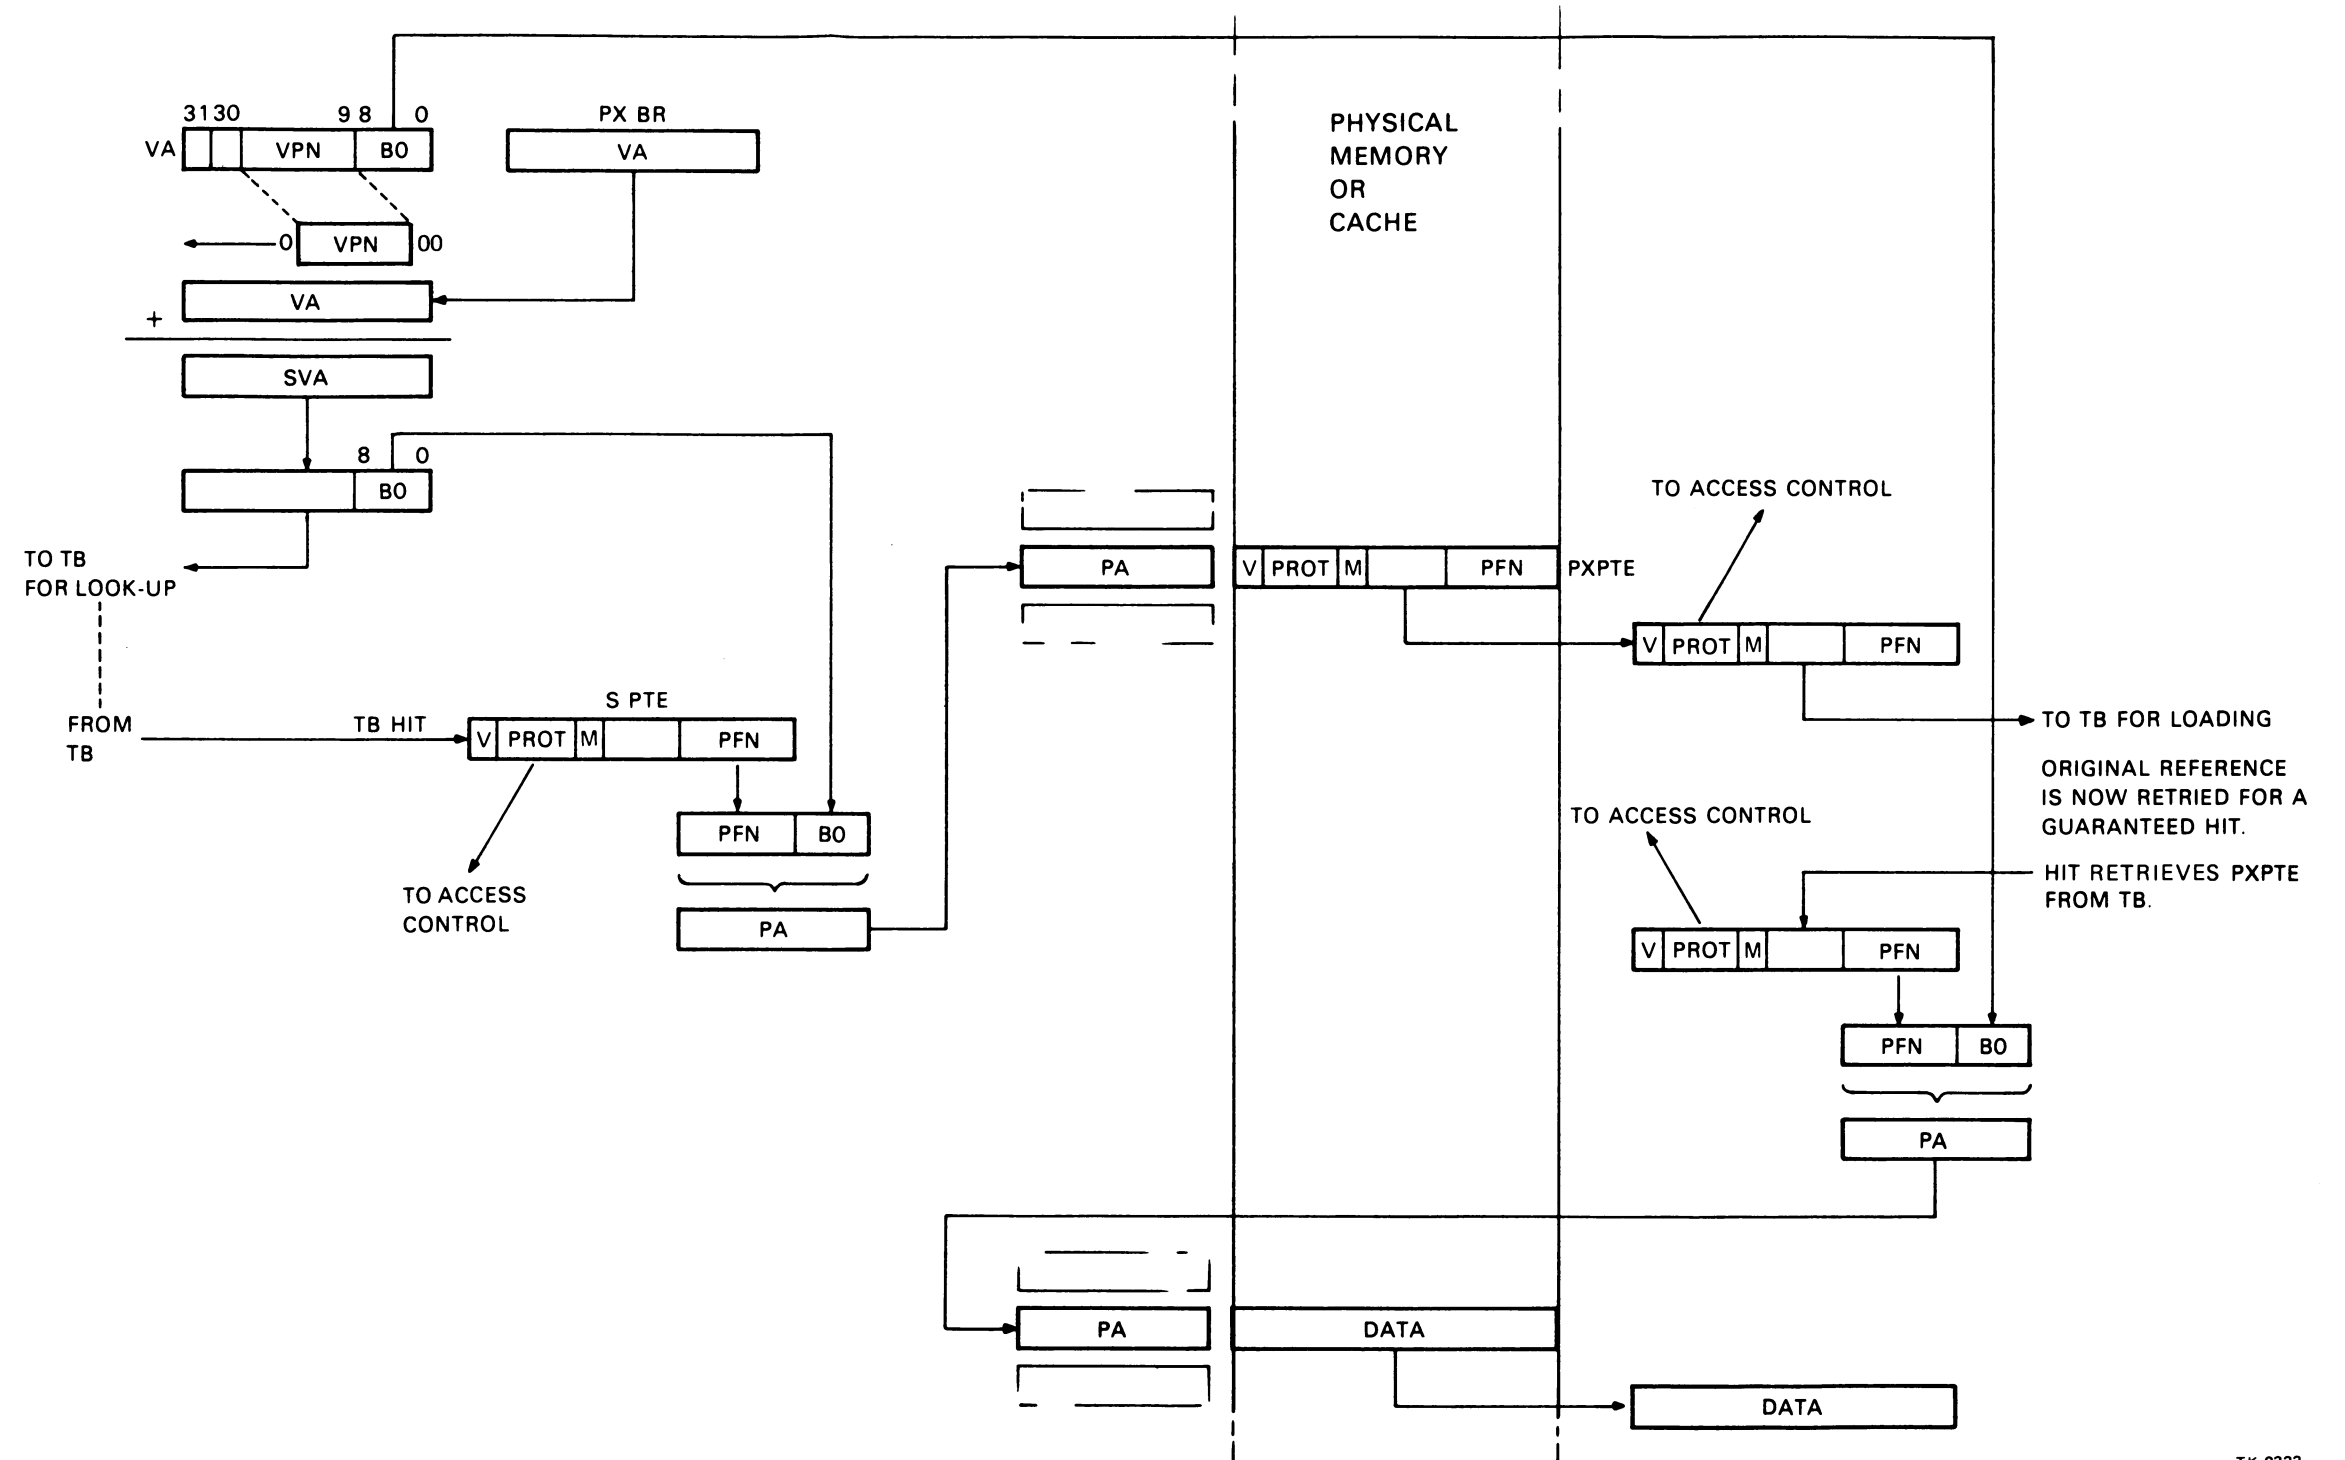 3130 9 8 0
PX BR
VA VPN BO
VA
PHYSICAL
MEMORY
OR
CACHE
0 VPN 00
VA
+
SVA
8 0
BO
TO TB
FOR LOOK-UP
TO ACCESS CONTROL
PA
V PROT M PFN PXPTE
V PROT M PFN
FROM
TB
TB HIT
S PTE
V PROT M PFN
TO TB FOR LOADING
ORIGINAL REFERENCE
IS NOW RETRIED FOR A
GUARANTEED HIT.
PFN BO
TO ACCESS CONTROL
HIT RETRIEVES PXPTE
FROM TB.
TO ACCESS
CONTROL
PA
V PROT M PFN
PFN BO
PA
PA
DATA
DATA